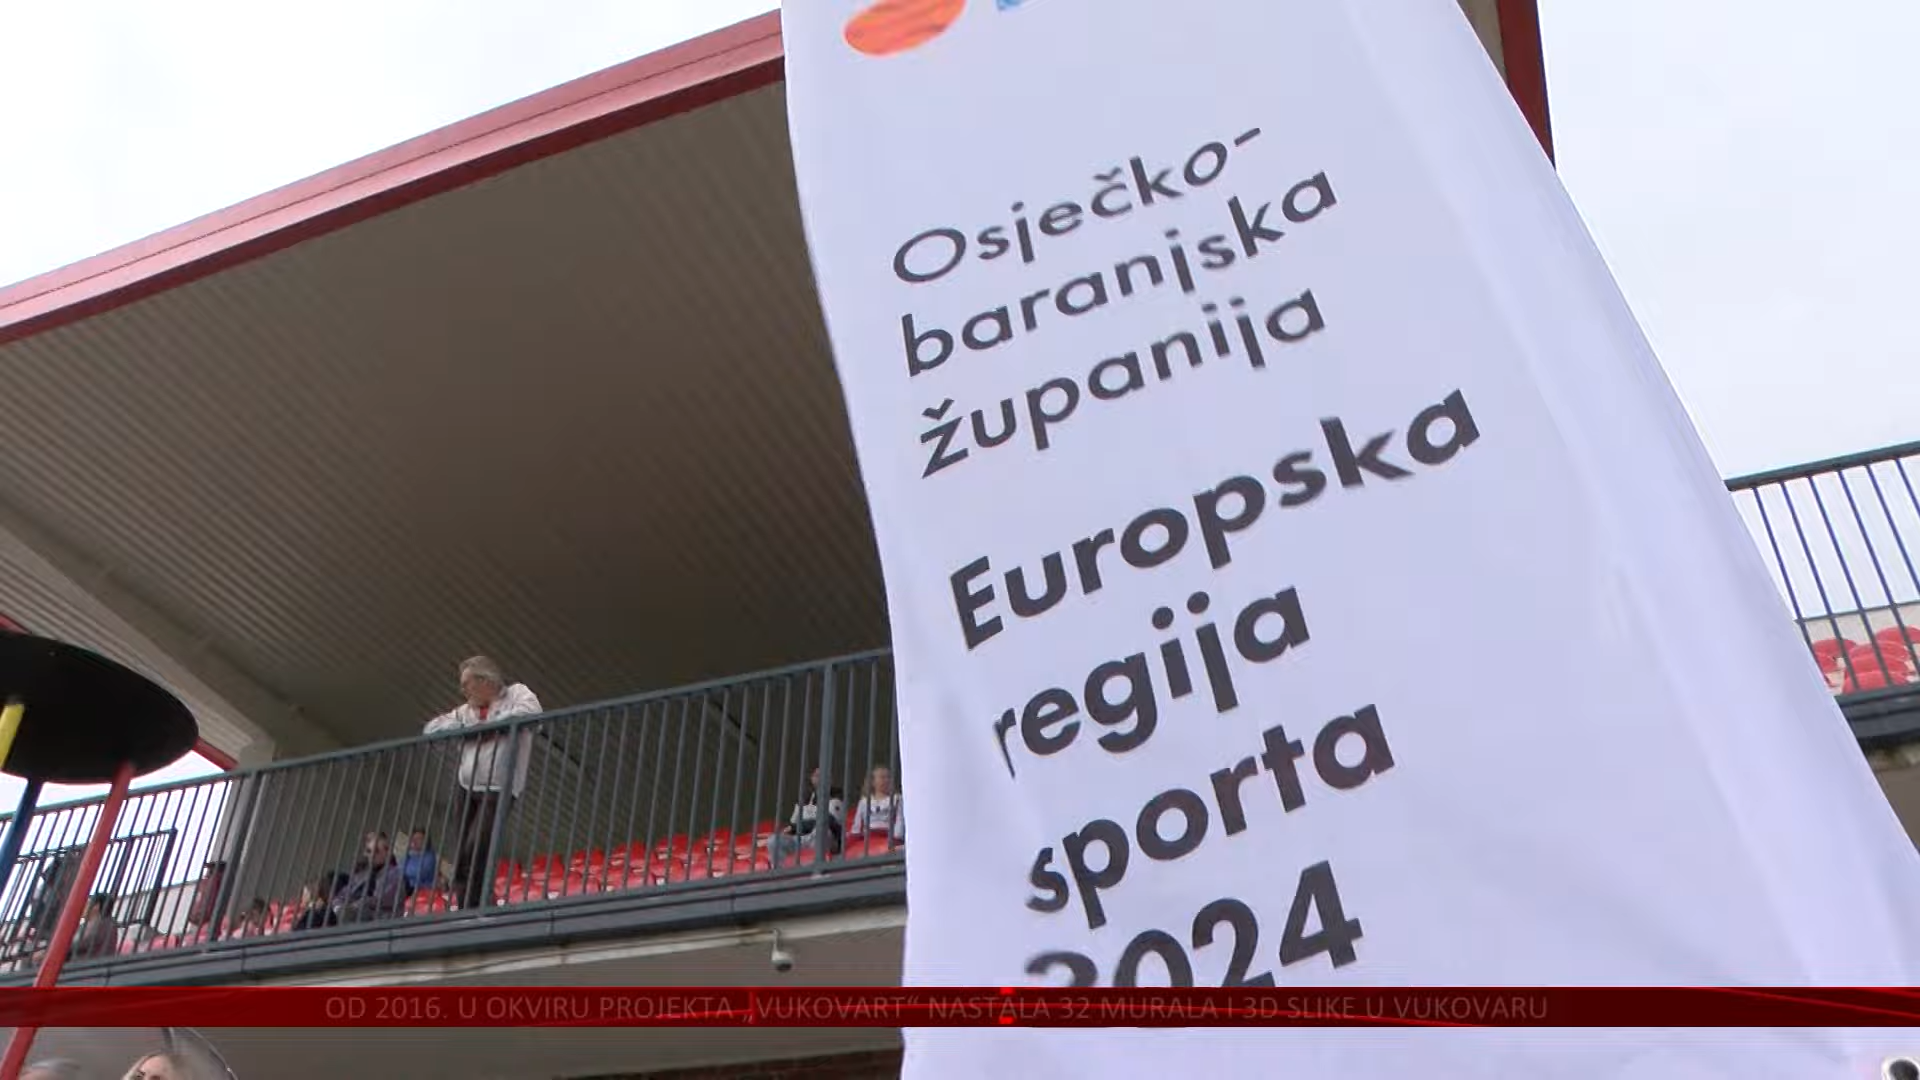 Osječko-
baranjska
županija
Europska
regija
sporta
2024
OD 2016. U OKVIRU PROJEKTA „VUKOVART“ NASTALA 32 MURALA I 3D SLIKE U VUKOVARU